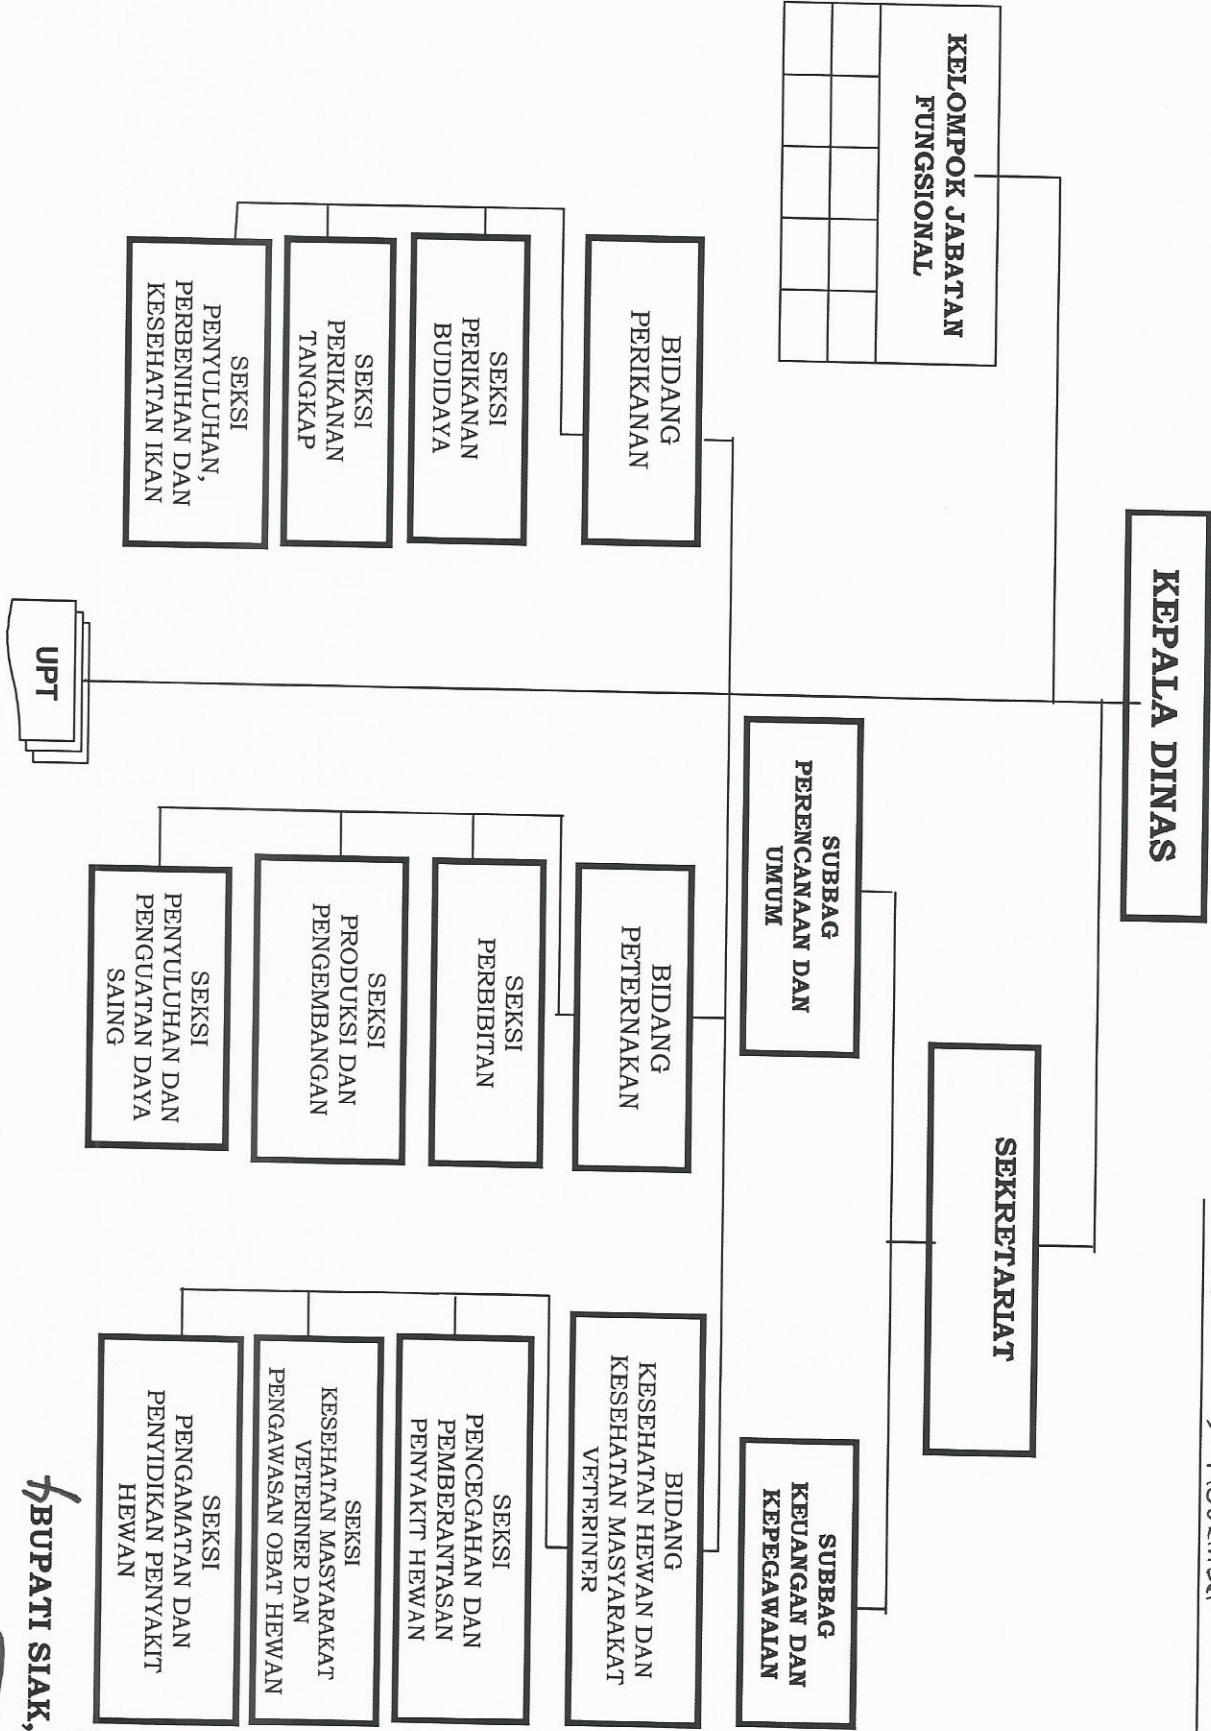 KEPALA DINAS
KELOMPOK JABATAN
FUNGSIONAL
SEKRETARIAT
SUBBAG
PERENCANAAN DAN
UMUM
SUBBAG
KEUANGAN DAN
KEPEGAWAIAN
BIDANG
PERIKANAN
SEKSI
PERIKANAN
BUDIDAYA
SEKSI
PERIKANAN
TANGKAP
SEKSI
PENYULUHAN,
PERBENIHAN DAN
KESEHATAN IKAN
BIDANG
PETERNAKAN
SEKSI
PERBIBITAN
SEKSI
PRODUKSI DAN
PENGEMBANGAN
SEKSI
PENYULUHAN DAN
PENGUATAN DAYA
SAING
BIDANG
KESEHATAN HEWAN DAN
KESEHATAN MASYARAKAT
VETERINER
SEKSI
PENCEGAHAN DAN
PEMBERANTASAN
PENYAKIT HEWAN
SEKSI
KESEHATAN MASYARAKAT
VETERINER DAN
PENGAWASAN OBAT HEWAN
SEKSI
PENGAMATAN DAN
PENYIDIKAN PENYAKIT
HEWAN
UPT
BUPATI SIAK,